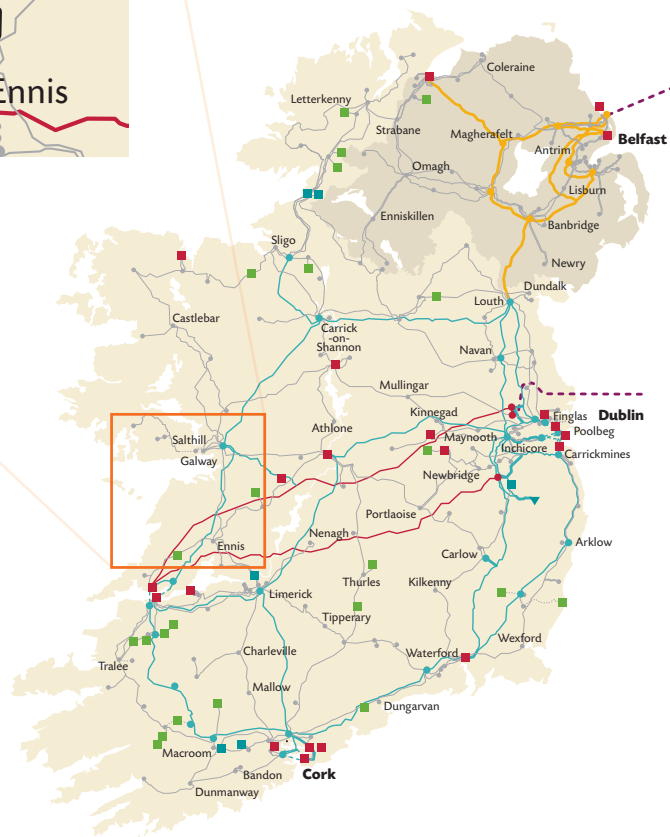 Ennis
Coleraine
Letterkenny
Strabane
Magherafelt
Belfast
Antrim
Omagh
Lisburn
Enniskillen
Banbridge
Sligo
Newry
Dundalk
Louth
Castlebar
Carrick
-on-
Shannon
Navan
Mullingar
Kinnegad
Finglas
Dublin
Athlone
Poolbeg
Salthill
Maynooth
Inchicore
Galway
Carrickmines
Newbridge
Portlaoise
Ennis
Nenagh
Arklow
Carlow
Thurles
Kilkenny
Limerick
Tipperary
Wexford
Charleville
Waterford
Tralee
Mallow
Dungarvan
Macroom
Bandon
Cork
Dunmanway